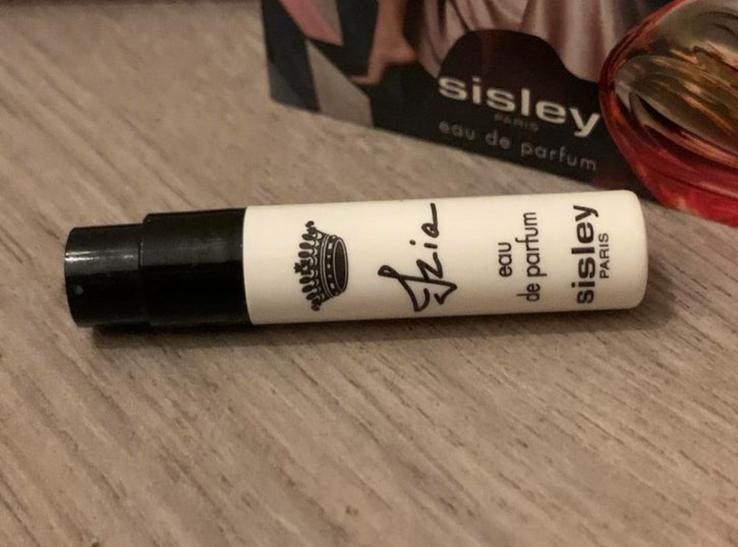 sisley
PARIS
eau de parfum
Izia
eau
de parfum
sisley
PARIS